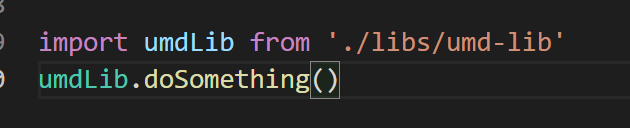 import umdLib from './libs/umd-lib'
umdLib.doSomething()